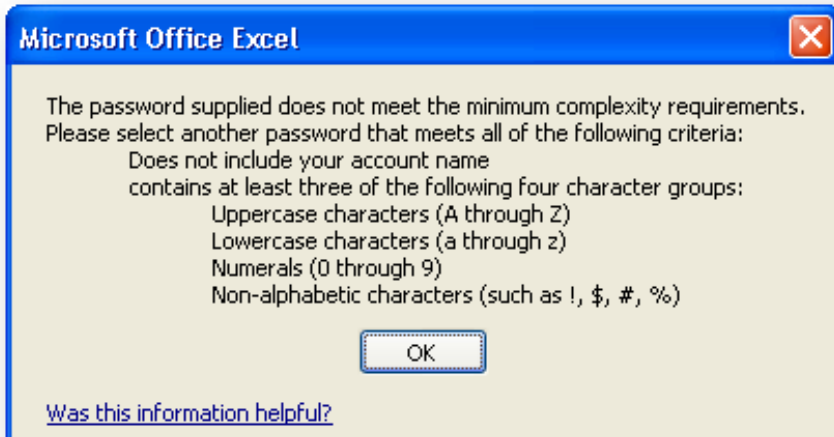 Microsoft Office Excel
The password supplied does not meet the minimum complexity requirements.
Please select another password that meets all of the following criteria:
Does not include your account name
contains at least three of the following four character groups:
Uppercase characters (A through Z)
Lowercase characters (a through z)
Numerals (0 through 9)
Non-alphabetic characters (such as !, $, #, %)
OK
Was this information helpful?